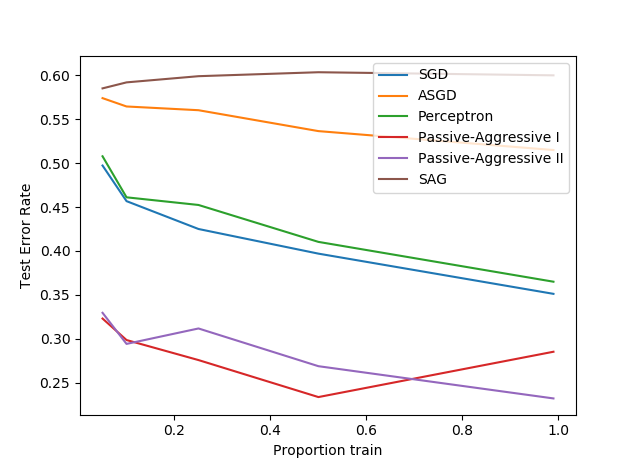 0.60
0.55
0.50
0.45
0.40
0.35
0.30
0.25
Test Error Rate
SGD
ASGD
Perceptron
Passive-Aggressive I
Passive-Aggressive II
SAG
0.2 0.4 0.6 0.8 1.0
Proportion train